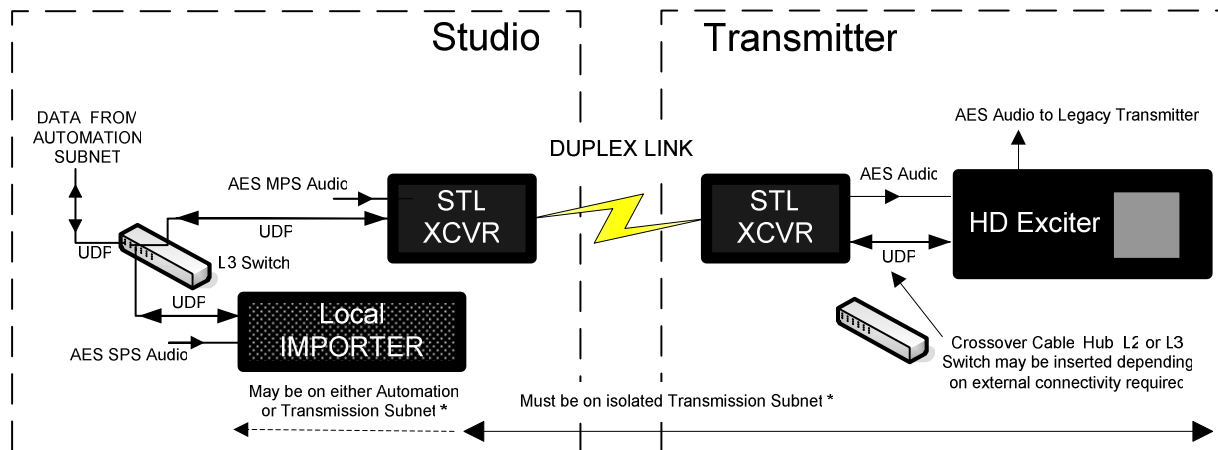 Studio
Transmitter
DATA FROM
AUTOMATION
SUBNET
UDP
L3 Switch
AES MPS Audio
UDP
STL
XCVR
UDP
AES SPS Audio
Local
IMPORTER
DUPLEX LINK
STL
XCVR
AES Audio
UDP
AES Audio to Legacy Transmitter
HD Exciter
Crossover Cable Hub L2 or L3
Switch may be inserted depending
on external connectivity required
May be on either Automation
or Transmission Subnet *
Must be on isolated Transmission Subnet *